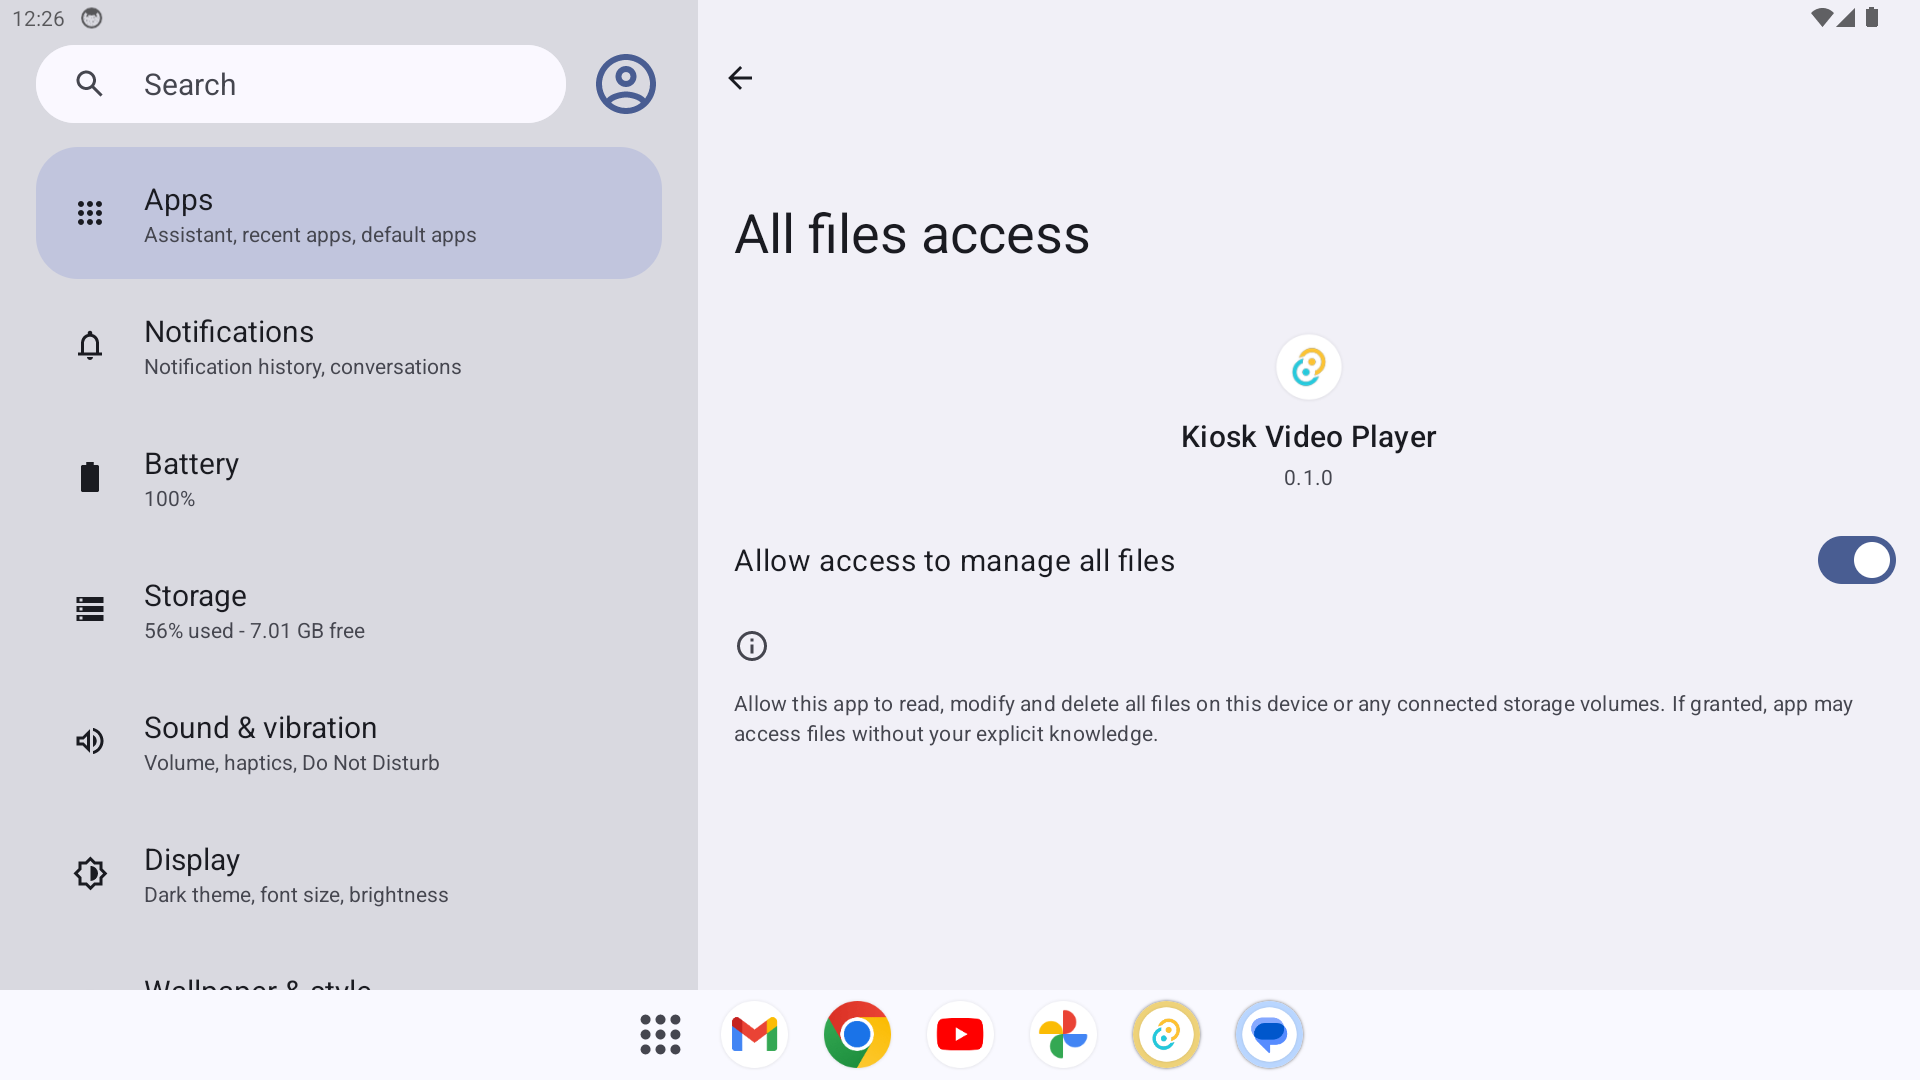 12:26
Search
Apps
Assistant, recent apps, default apps
Notifications
Notification history, conversations
Battery
100%
Storage
56% used - 7.01 GB free
Sound & vibration
Volume, haptics, Do Not Disturb
Display
Dark theme, font size, brightness
Wallpaper & style
All files access
Kiosk Video Player
0.1.0
Allow access to manage all files
Allow this app to read, modify and delete all files on this device or any connected storage volumes. If granted, app may
access files without your explicit knowledge.